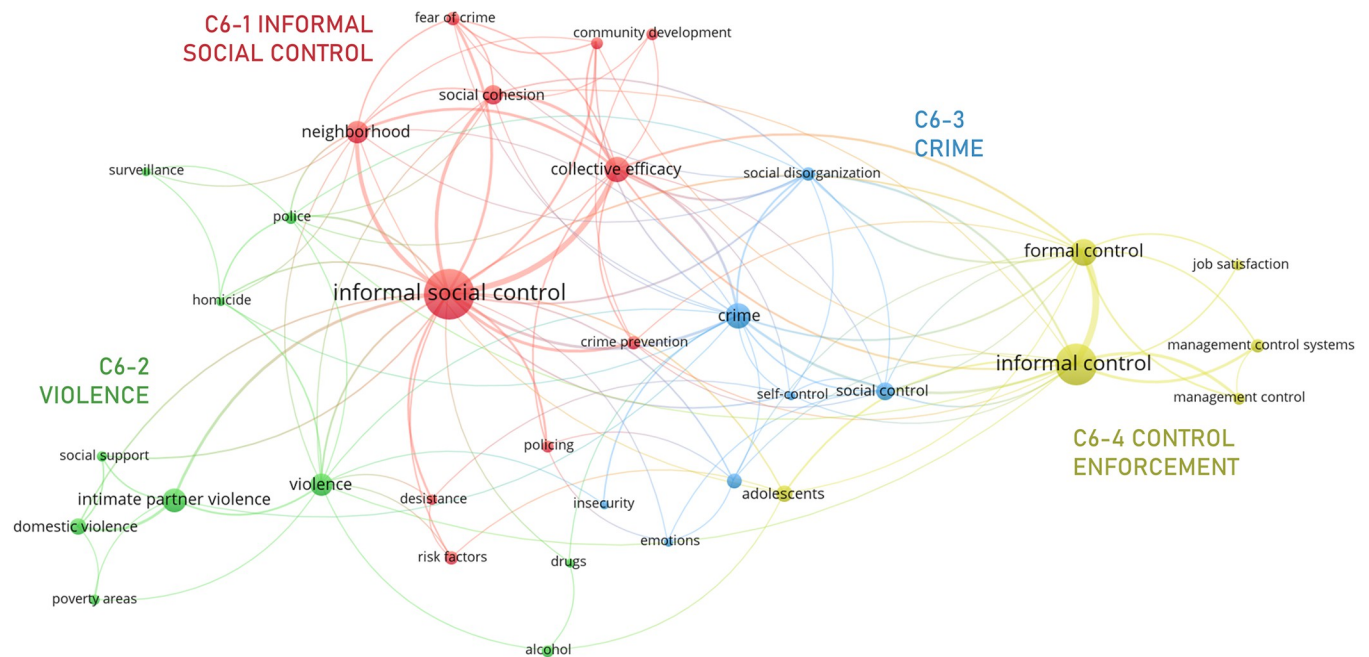 C6-1 INFORMAL
SOCIAL CONTROL
fear of crime
community development
social cohesion
neighborhood
collective efficacy
C6-3
CRIME
surveillance
social disorganization
police
formal control
job satisfaction
homicide
informal social control
crime
crime prevention
management control systems
informal control
C6-2
VIOLENCE
self-control
social control
management control
C6-4 CONTROL
ENFORCEMENT
policing
social support
intimate partner violence
violence
desistance
adolescents
insecurity
domestic violence
emotions
risk factors
drugs
poverty areas
alcohol